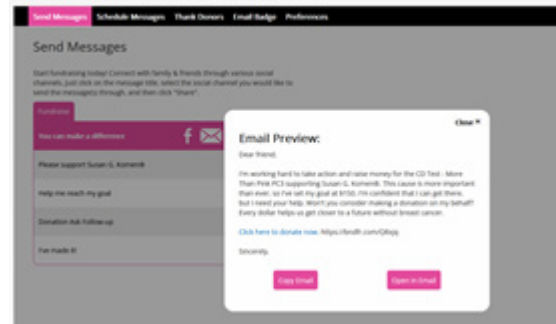 Send Messages Schedule Messages Thank Donors Email Badge Preferences
Send Messages
Start fundraising today! Connect with family & friends through various social
channels. Just click on the message title, select the social channel you would like to
send the message(s) through, and then click "Share".
Fundraise
You can make a difference
Please support Susan G. Komen®
Help me reach my goal
Donation Ask Follow-up
I've made it!
Close X
Email Preview:
Dear friend,
I'm working hard to take action and raise money for the CD Test - More
Than Pink PC3 supporting Susan G. Komen®. This cause is more important
than ever, so I've set my goal at $150. I'm confident that I can get there,
but I need your help. Won't you consider making a donation on my behalf?
Every dollar helps us get closer to a future without breast cancer.
Click here to donate now:
Sincerely,
Copy Email Open in Email